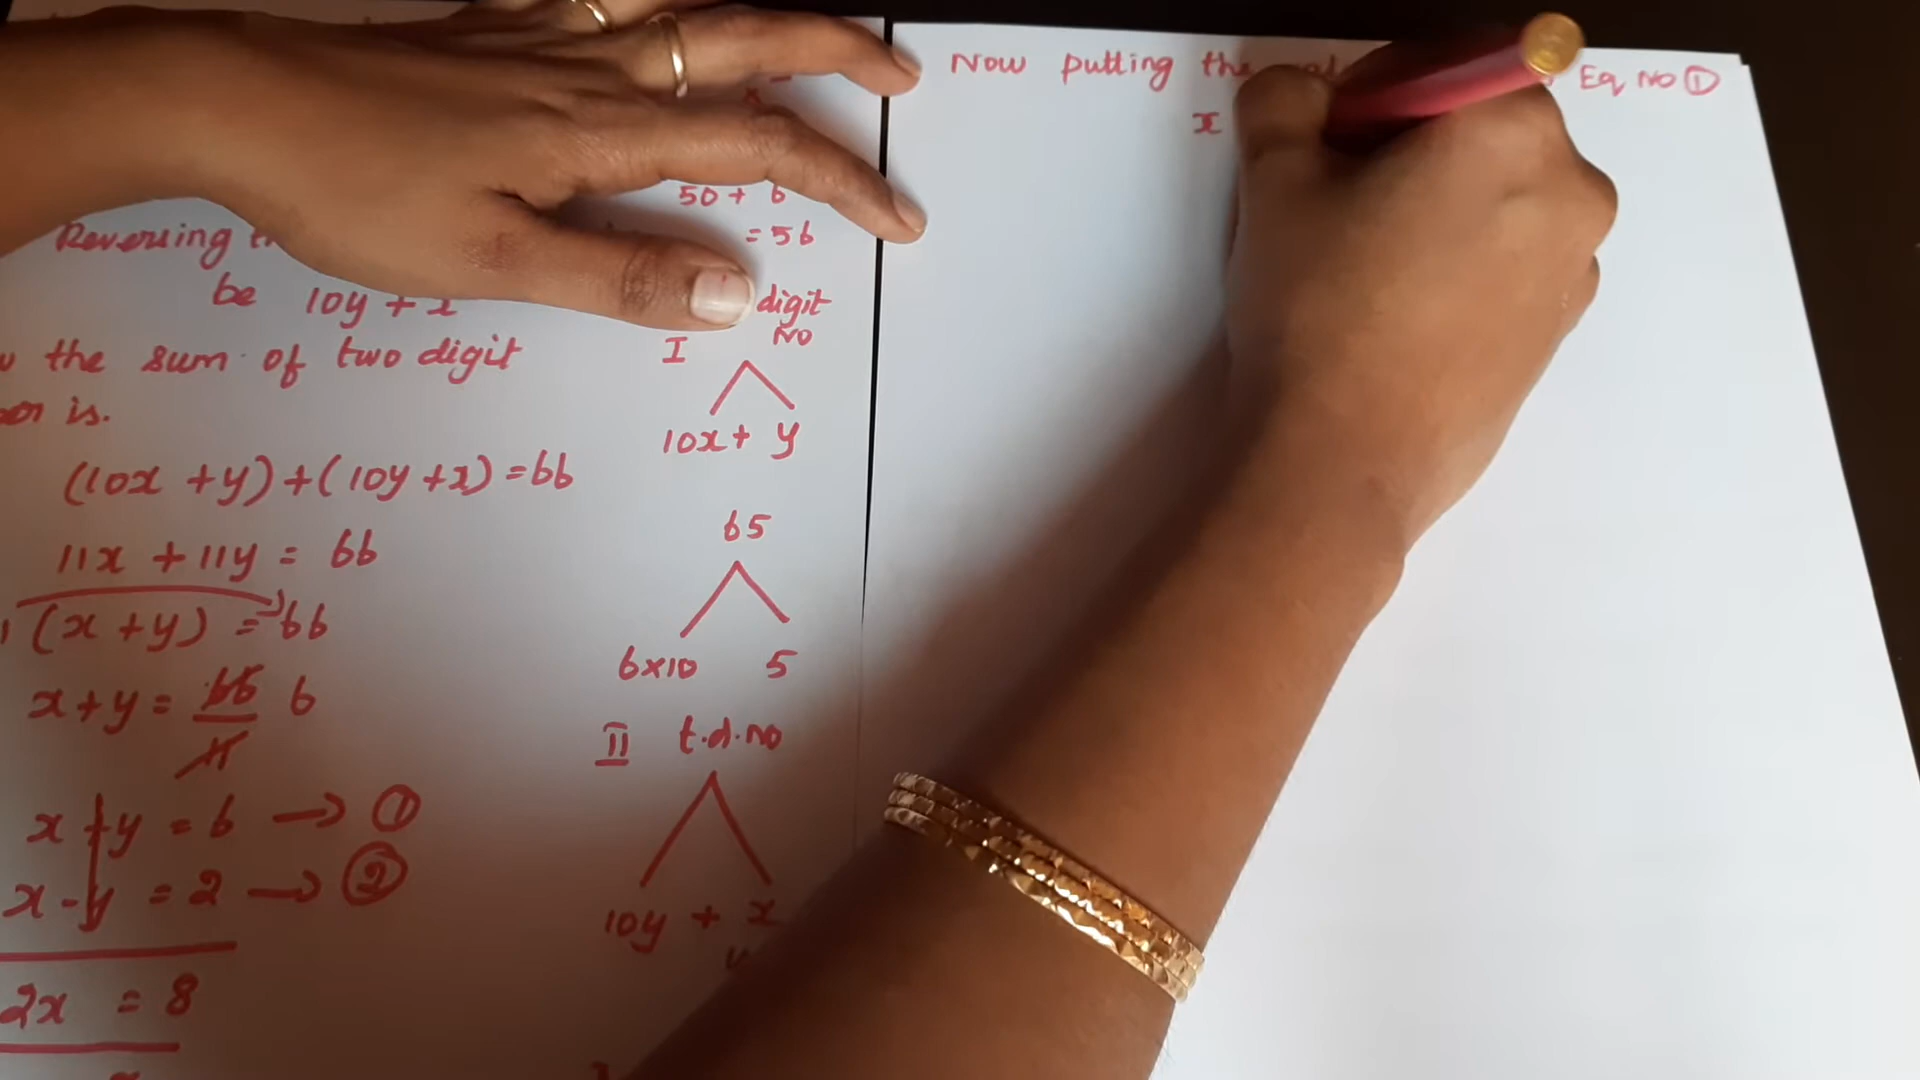 Reversing
be 10y + x
the sum of two digit
is.
(10x + y) + (10y + x) = 66
11x + 11y = 66
(x + y) = 66
x + y = 66 6
11
x + y = 6 → ①
x - y = 2 → ②
2x = 8
50 + 6
= 56
digit
I No
10x + y
65
6x10 5
II t.d.no
10y + x
Now putting the Eq No ①
x